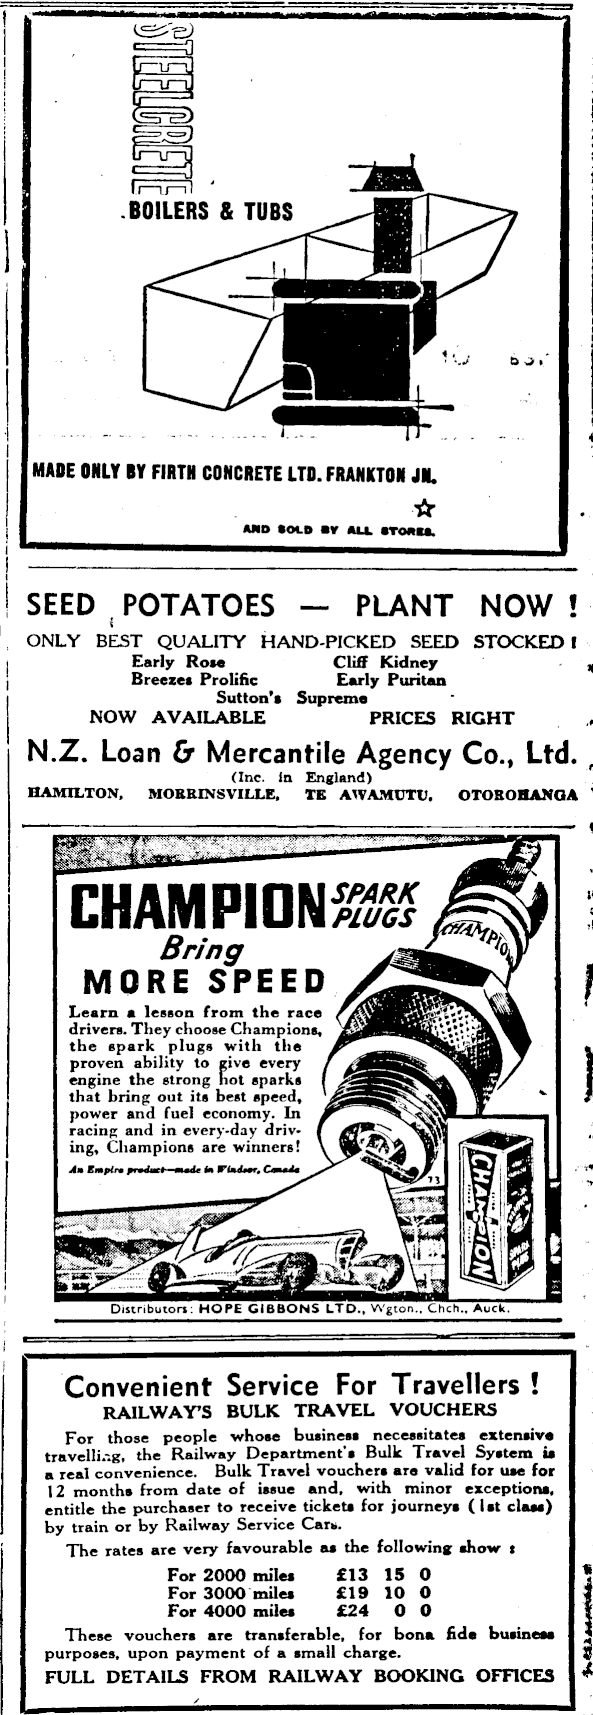 STEELCRETE
BOILERS & TUBS
MADE ONLY BY FIRTH CONCRETE LTD. FRANKTON JN.
AND SOLD BY ALL STORES.
SEED POTATOES — PLANT NOW !
ONLY BEST QUALITY HAND-PICKED SEED STOCKED !
Early Rose Cliff Kidney
Breezes Prolific Early Puritan
Sutton's Supreme
NOW AVAILABLE PRICES RIGHT
N.Z. Loan & Mercantile Agency Co., Ltd.
(Inc. in England)
HAMILTON, MORRINSVILLE, TE AWAMUTU, OTOROHANGA
CHAMPION SPARK PLUGS
Bring
MORE SPEED
CHAMPION
Learn a lesson from the race
drivers. They choose Champions,
the spark plugs with the
proven ability to give every
engine the strong hot sparks
that bring out its best speed,
power and fuel economy. In
racing and in every-day driv-
ing, Champions are winners!
An Empire product—made in Windsor, Canada
73
CHAMPION
SPARK
PLUG
Distributors: HOPE GIBBONS LTD., Wgton., Chch., Auck.
Convenient Service For Travellers !
RAILWAY'S BULK TRAVEL VOUCHERS
For those people whose business necessitates extensive
travelling, the Railway Department's Bulk Travel System is
a real convenience. Bulk Travel vouchers are valid for use for
12 months from date of issue and, with minor exceptions,
entitle the purchaser to receive tickets for journeys (1st class)
by train or by Railway Service Cars.
The rates are very favourable as the following show :
For 2000 miles £13 15 0
For 3000 miles £19 10 0
For 4000 miles £24 0 0
These vouchers are transferable, for bona fide business
purposes, upon payment of a small charge.
FULL DETAILS FROM RAILWAY BOOKING OFFICES